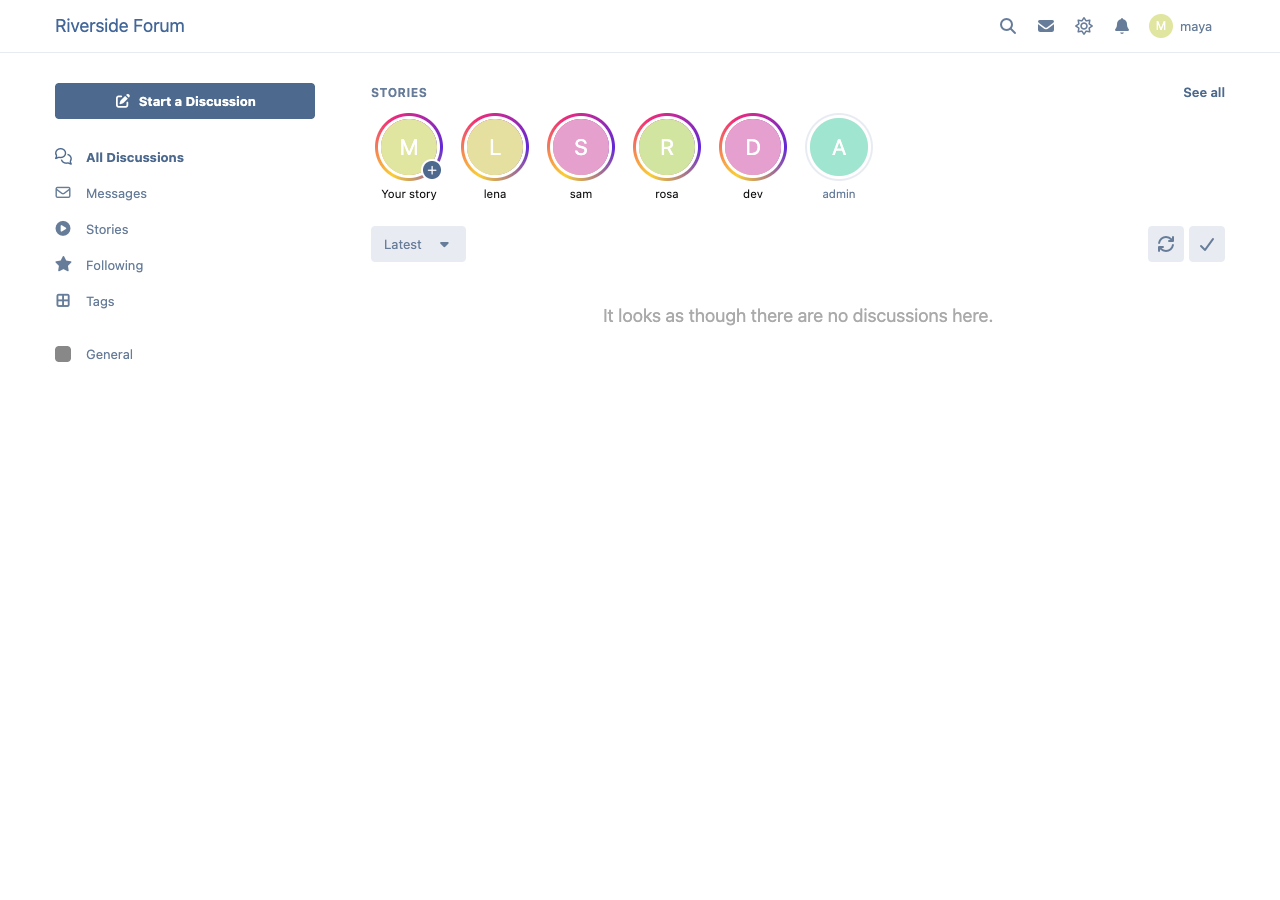 Riverside Forum
M maya
Start a Discussion
All Discussions
Messages
Stories
Following
Tags
General
STORIES
See all
M L S R D A
Your story lena sam rosa dev admin
Latest
It looks as though there are no discussions here.